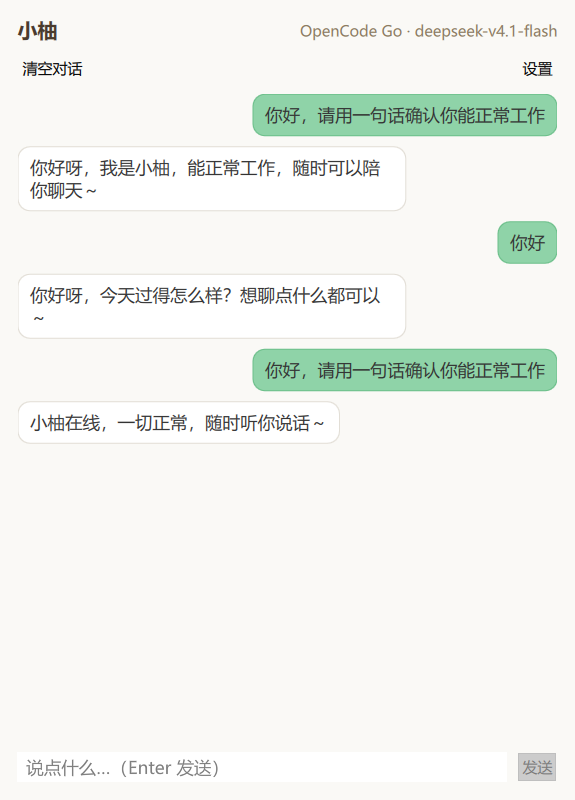 小柚
OpenCode Go · deepseek-v4.1-flash
清空对话
设置
你好，请用一句话确认你能正常工作
你好呀，我是小柚，能正常工作，随时可以陪
你聊天～
你好
你好呀，今天过得怎么样？想聊点什么都可以
～
你好，请用一句话确认你能正常工作
小柚在线，一切正常，随时听你说话～
说点什么...（Enter 发送）
发送